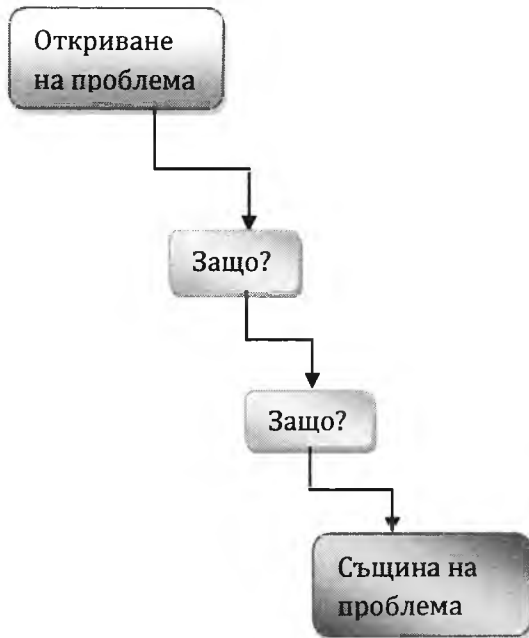 Откриване
на проблема
Защо?
Защо?
Същина на
проблема